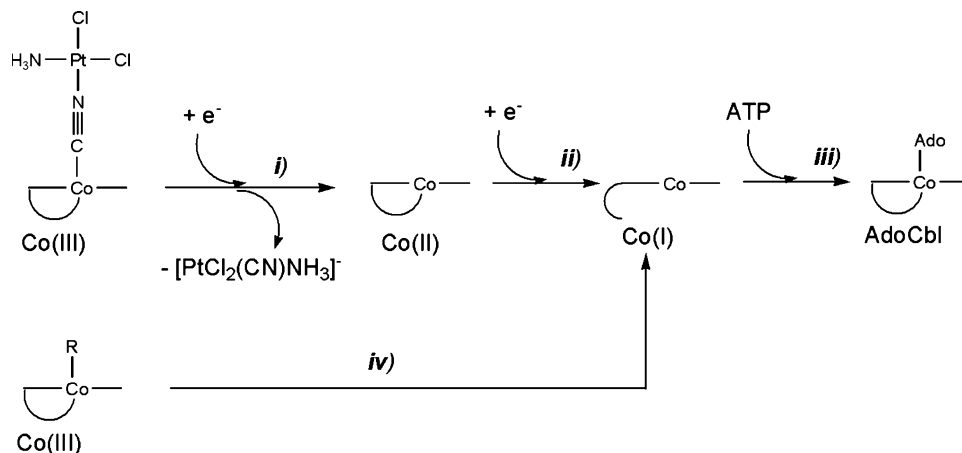 Cl
H₃N Pt Cl
N
C
Co
Co(III)
+ e⁻
i)
- [PtCl₂(CN)NH₃]⁻
Co
Co(II)
+ e⁻
ii)
Co
Co(I)
ATP
iii)
Ado
Co
AdoCbl
R
Co
Co(III)
iv)